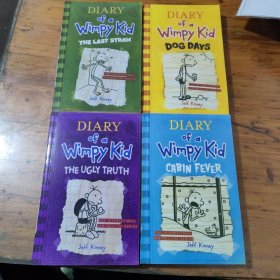 DIARY
of a
Wimpy Kid
THE LAST STRAW
Jeff Kinney
DIARY
of a
Wimpy Kid
DOG DAYS
Jeff Kinney
DIARY
of a
Wimpy Kid
THE UGLY TRUTH
Jeff Kinney
DIARY
of a
Wimpy Kid
CABIN FEVER
Jeff Kinney